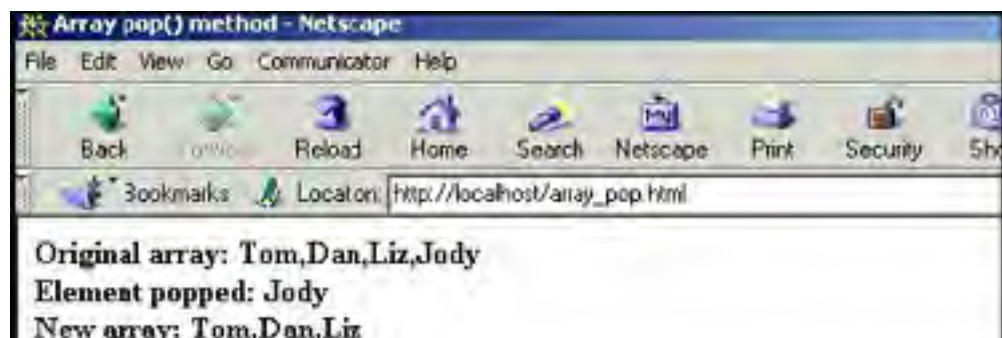 Array pop() method - Netscape
File Edit View Go Communicator Help
Back Reload Home Search Netscape Print Security
Bookmarks Location: http://localhost/array_pop.html
Original array: Tom,Dan,Liz,Jody
Element popped: Jody
New array: Tom,Dan,Liz